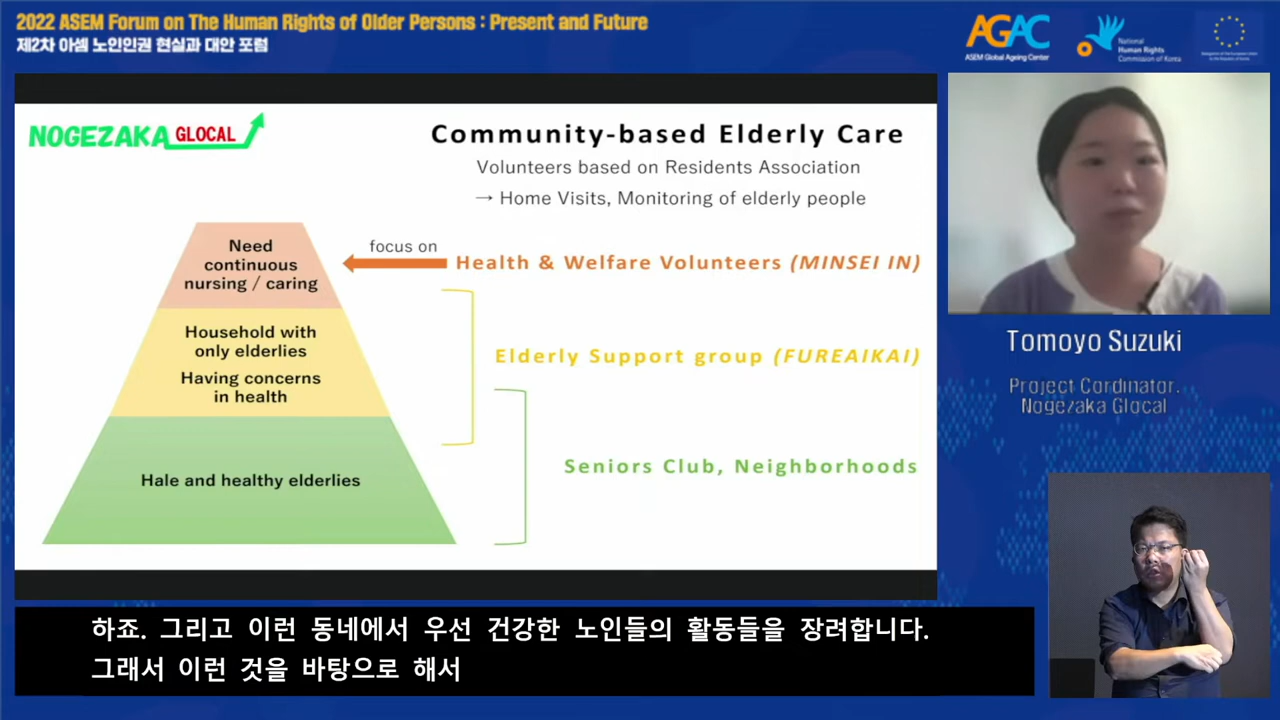 2022 ASEM Forum on The Human Rights of Older Persons : Present and Future
제2차 아셈 노인인권 현실과 대안 포럼
AGAC
ASEM Global Ageing Center
National
Human Rights
Commission of Korea
NOGEZAKA GLOCAL
Community-based Elderly Care
Volunteers based on Residents Association
→ Home Visits, Monitoring of elderly people
Need
continuous
nursing / caring
focus on
Health & Welfare Volunteers (MINSEI IN)
Household with
only elderlies
Having concerns
in health
Elderly Support group (FUREAIKAI)
Hale and healthy elderlies
Seniors Club, Neighborhoods
Tomoyo Suzuki
Project Cordinator,
Nogezaka Glocal
하죠. 그리고 이런 동네에서 우선 건강한 노인들의 활동들을 장려합니다.
그래서 이런 것을 바탕으로 해서